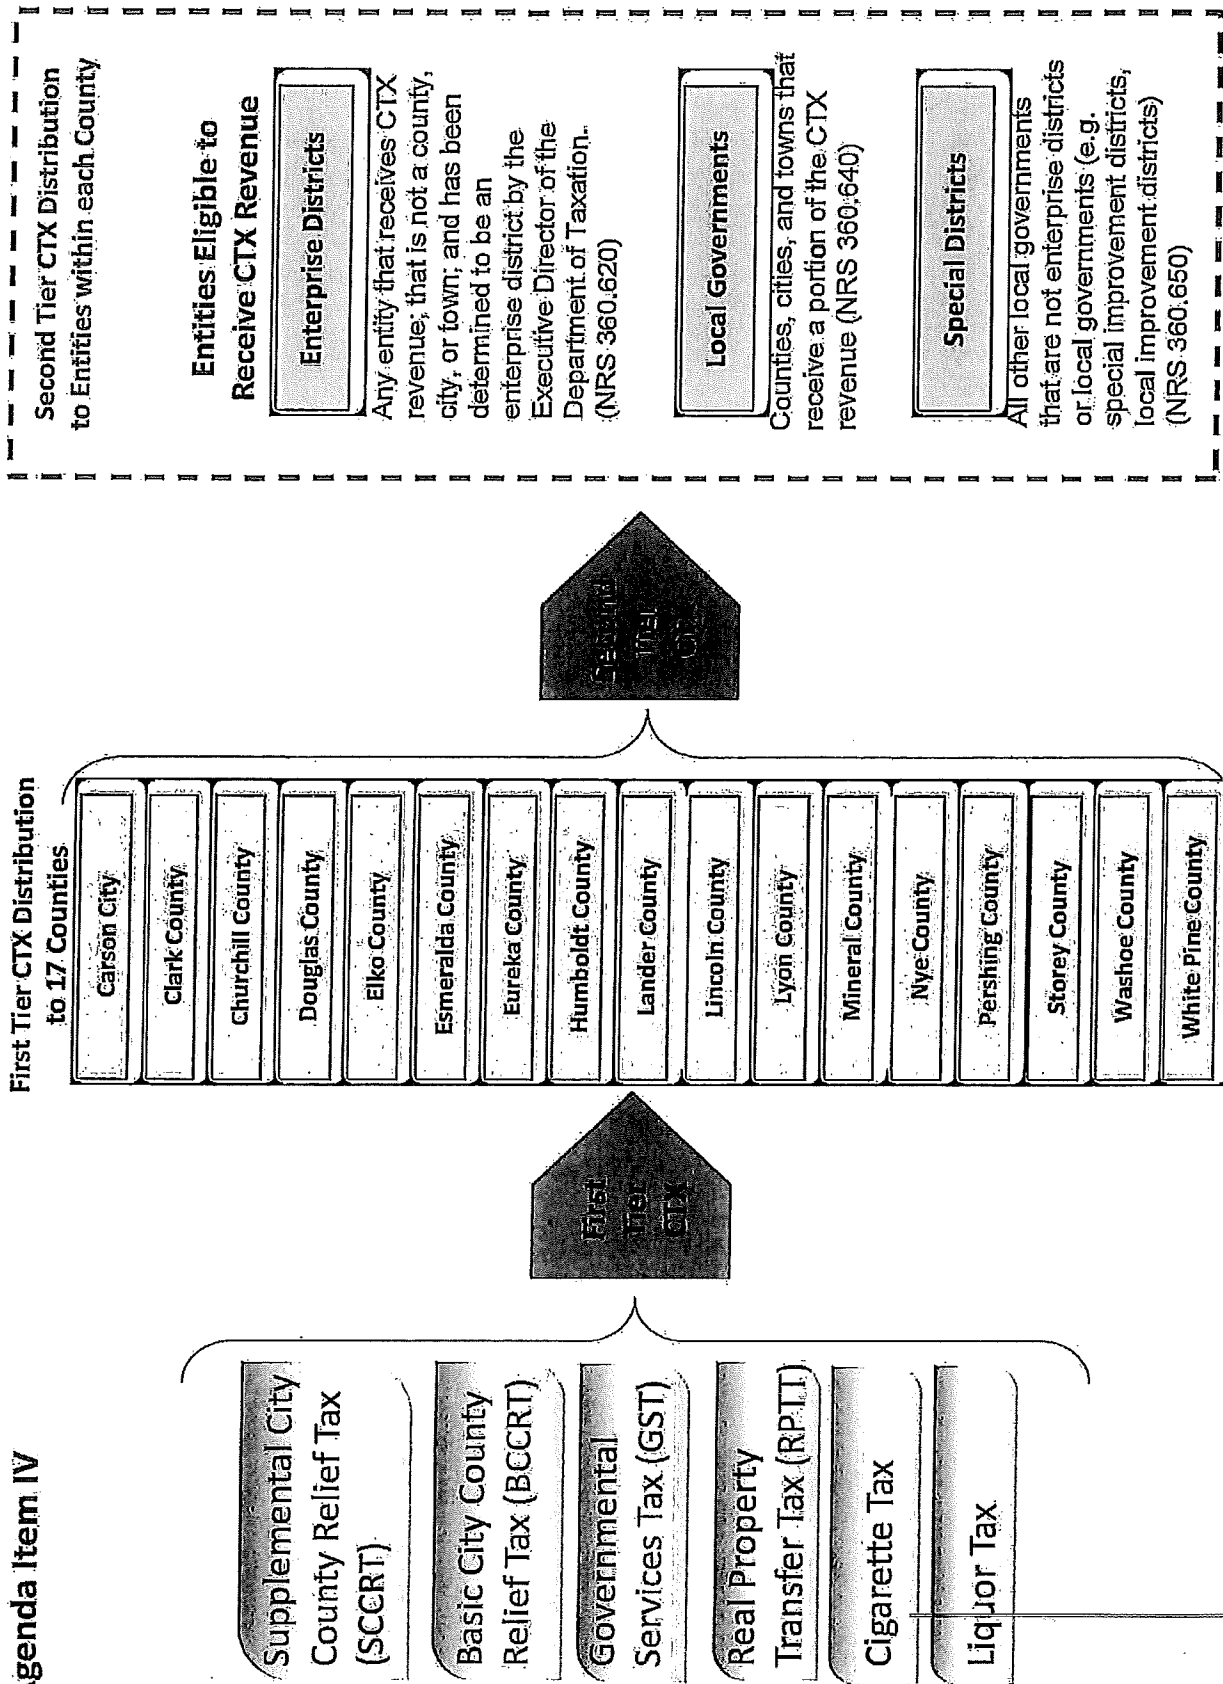 genda Item IV
Supplemental City
County Relief Tax
(SCCRT)
Basic City County
Relief Tax (BCCRT)
Governmental
Services Tax (GST)
Real Property
Transfer Tax (RPTT)
Cigarette Tax
Liquor Tax
First
Tier
CTX
First Tier CTX Distribution
to 17 Counties
Carson City
Clark County
Churchill County
Douglas County
Elko County
Esmeralda County
Eureka County
Humboldt County
Lander County
Lincoln County
Lyon County
Mineral County
Nye County
Pershing County
Storey County
Washoe County
White Pine County
Second
Tier
CTX
Second Tier CTX Distribution
to Entities within each County
Entities Eligible to
Receive CTX Revenue
Enterprise Districts
Any entity that receives CTX
revenue; that is not a county,
city, or town; and has been
determined to be an
enterprise district by the
Executive Director of the
Department of Taxation.
(NRS 360.620)
Local Governments
Counties, cities, and towns that
receive a portion of the CTX
revenue (NRS 360.640)
Special Districts
All other local governments
that are not enterprise districts
or local governments (e.g.
special improvement districts,
local improvement districts)
(NRS 360.650)